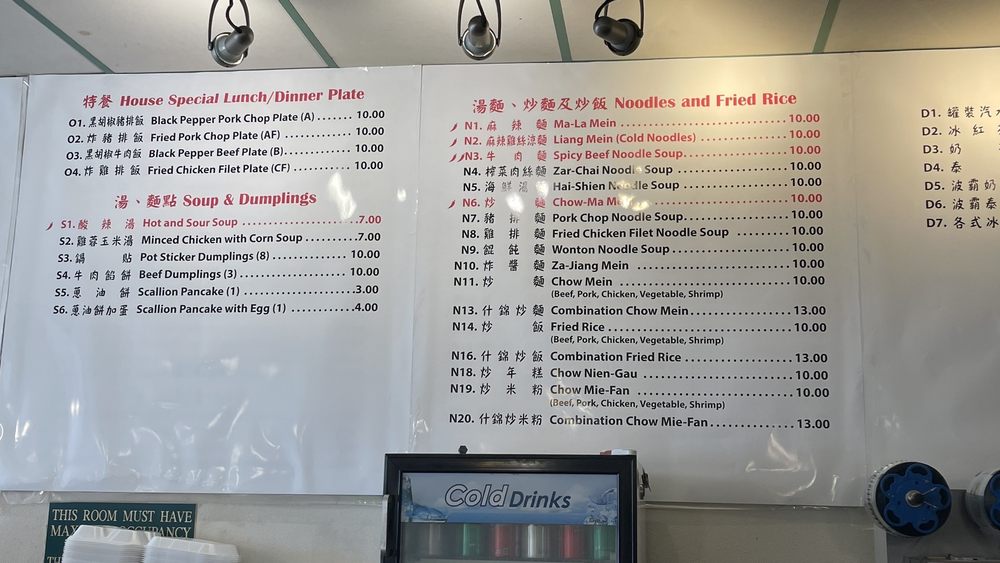 特餐 House Special Lunch/Dinner Plate
O1. 黑胡椒豬排飯 Black Pepper Pork Chop Plate (A) ....... 10.00
O2. 炸豬排飯 Fried Pork Chop Plate (AF) ............ 10.00
O3. 黑胡椒牛肉飯 Black Pepper Beef Plate (B)............ 10.00
O4. 炸雞排飯 Fried Chicken Filet Plate (CF) ........... 10.00
湯、麵點 Soup & Dumplings
S1. 酸辣湯 Hot and Sour Soup ....................7.00
S2. 雞蓉玉米湯 Minced Chicken with Corn Soup .........7.00
S3. 鍋貼 Pot Sticker Dumplings (8) ............. 10.00
S4. 牛肉餡餅 Beef Dumplings (3) .................. 10.00
S5. 蔥油餅 Scallion Pancake (1) ....................3.00
S6. 蔥油餅加蛋 Scallion Pancake with Egg (1) ............4.00
湯麵、炒麵及炒飯 Noodles and Fried Rice
N1. 麻辣麵 Ma-La Mein .............................. 10.00
N2. 麻辣雞絲涼麵 Liang Mein (Cold Noodles) ................ 10.00
N3. 牛肉麵 Spicy Beef Noodle Soup.................. 10.00
N4. 榨菜肉絲麵 Zar-Chai Noodle Soup .................... 10.00
N5. 海鮮湯麵 Hai-Shien Noodle Soup ................... 10.00
N6. 炒麵 Chow-Ma 10.00
N7. 豬排麵 Pork Chop Noodle Soup .................. 10.00
N8. 雞排麵 Fried Chicken Filet Noodle Soup .......... 10.00
N9. 餛飩麵 Wonton Noodle Soup..................... 10.00
N10. 炸醬麵 Za-Jiang Mein ........................... 10.00
N11. 炒麵 Chow Mein .............................. 10.00
(Beef, Pork, Chicken, Vegetable, Shrimp)
N13. 什錦炒麵 Combination Chow Mein.................. 13.00
N14. 炒飯 Fried Rice ................................ 10.00
(Beef, Pork, Chicken, Vegetable, Shrimp)
N16. 什錦炒飯 Combination Fried Rice ................... 13.00
N18. 炒年糕 Chow Nien-Gau .......................... 10.00
N19. 炒米粉 Chow Mie-Fan ........................... 10.00
(Beef, Pork, Chicken, Vegetable, Shrimp)
N20. 什錦炒米粉 Combination Chow Mie-Fan............... 13.00
D1. 罐裝汽
D2. 冰紅
D3. 奶
D4. 泰
D5. 波霸奶
D6. 波霸泰
D7. 各式冰
Cold Drinks
THIS ROOM MUST HAVE